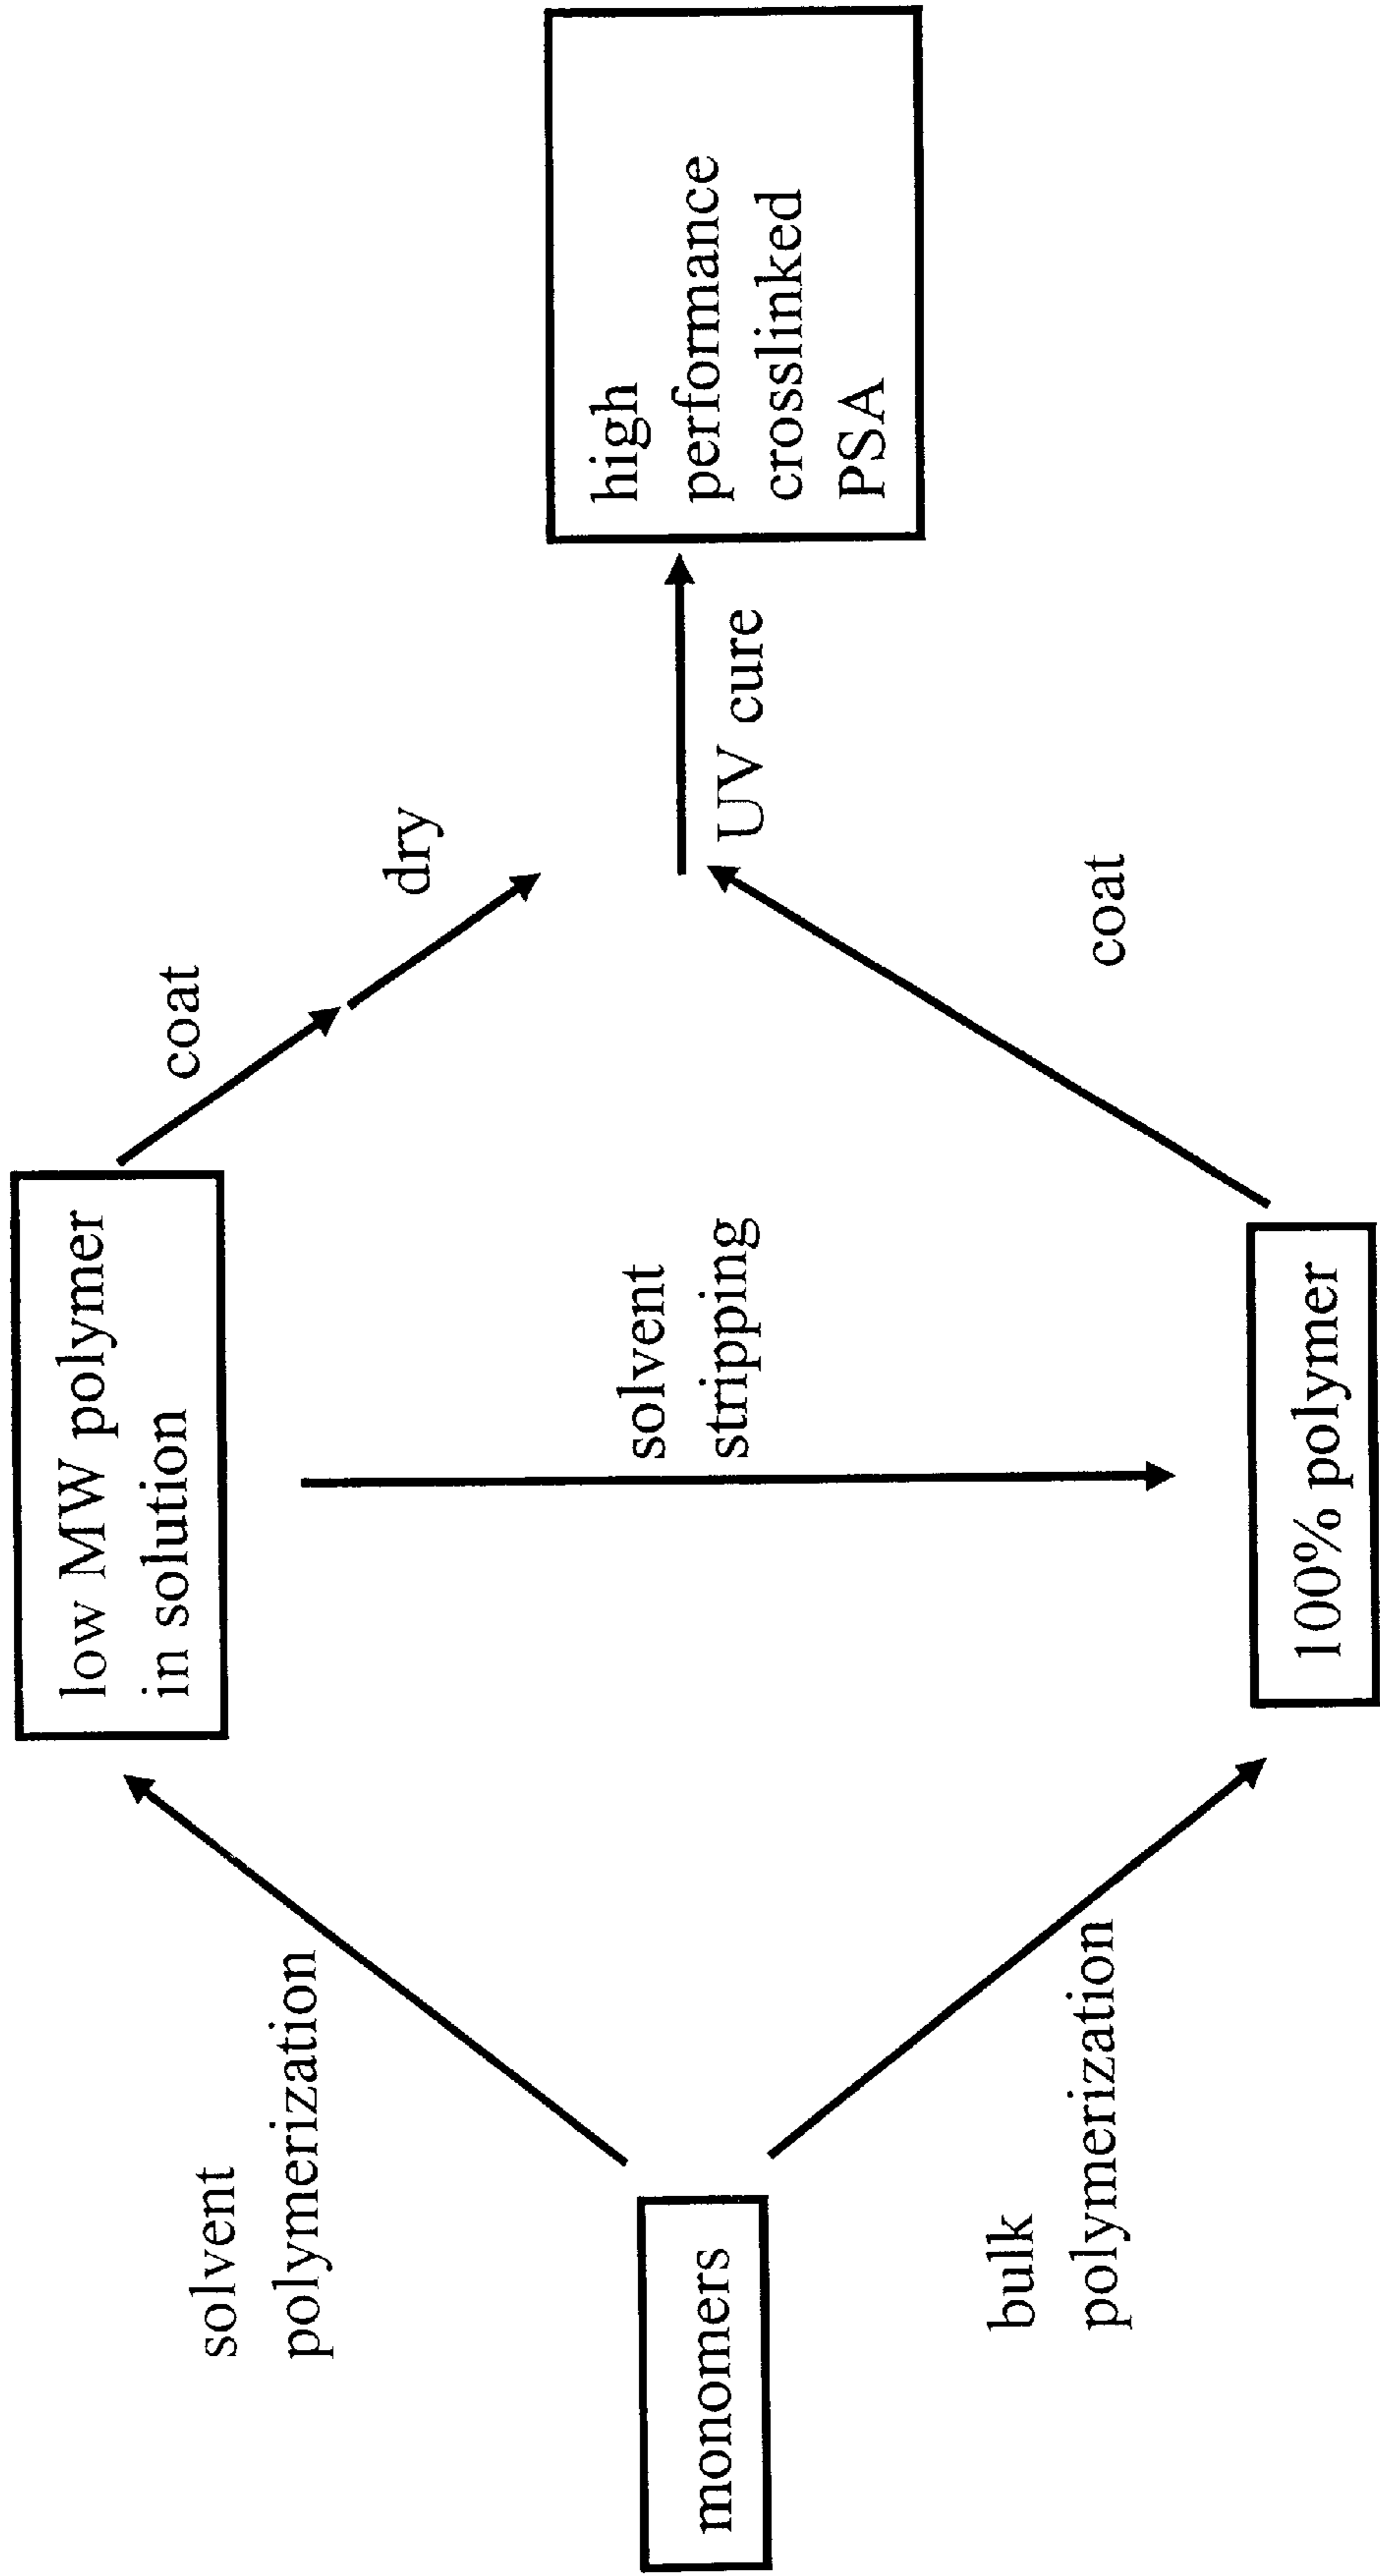 solvent
polymerization
low MW polymer
in solution
coat
dry
monomers
solvent
stripping
UV cure
high
performance
crosslinked
PSA
bulk
polymerization
100% polymer
coat